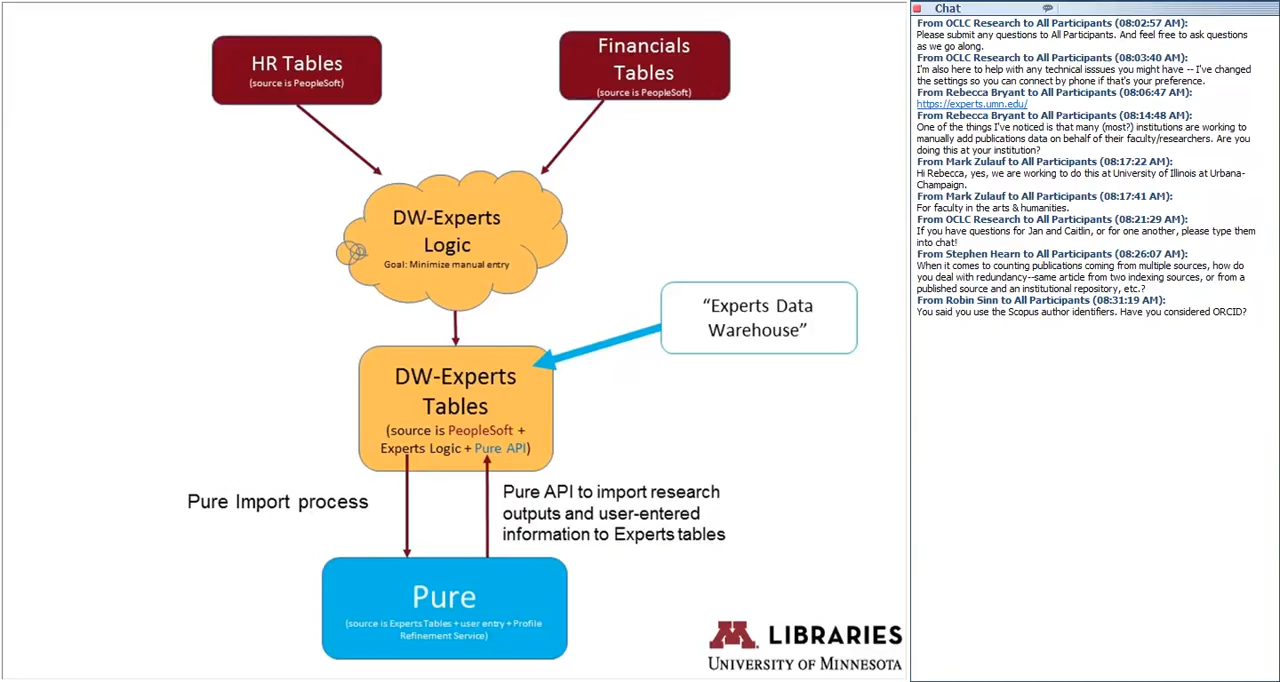 HR Tables
(source is PeopleSoft)
Financials
Tables
(source is PeopleSoft)
DW-Experts
Logic
Goal: Minimize manual entry
"Experts Data
Warehouse"
DW-Experts
Tables
(source is PeopleSoft +
Experts Logic + Pure API)
Pure Import process
Pure API to import research
outputs and user-entered
information to Experts tables
Pure
(source is Experts Tables + user entry + Profile
Refinement Service)
M LIBRARIES
UNIVERSITY OF MINNESOTA
Chat
From OCLC Research to All Participants (08:02:57 AM):
Please submit any questions to All Participants. And feel free to ask questions
as we go along.
From OCLC Research to All Participants (08:03:40 AM):
I'm also here to help with any technical isssues you might have -- I've changed
the settings so you can connect by phone if that's your preference.
From Rebecca Bryant to All Participants (08:06:47 AM):
https://experts.umn.edu/
From Rebecca Bryant to All Participants (08:14:48 AM):
One of the things I've noticed is that many (most?) institutions are working to
manually add publications data on behalf of their faculty/researchers. Are you
doing this at your institution?
From Mark Zulauf to All Participants (08:17:22 AM):
Hi Rebecca, yes, we are working to do this at University of Illinois at Urbana-
Champaign.
From Mark Zulauf to All Participants (08:17:41 AM):
For faculty in the arts & humanities.
From OCLC Research to All Participants (08:21:29 AM):
If you have questions for Jan and Caitlin, or for one another, please type them
into chat!
From Stephen Hearn to All Participants (08:26:07 AM):
When it comes to counting publications coming from multiple sources, how do
you deal with redundancy--same article from two indexing sources, or from a
published source and an institutional repository, etc.?
From Robin Sinn to All Participants (08:31:19 AM):
You said you use the Scopus author identifiers. Have you considered ORCID?